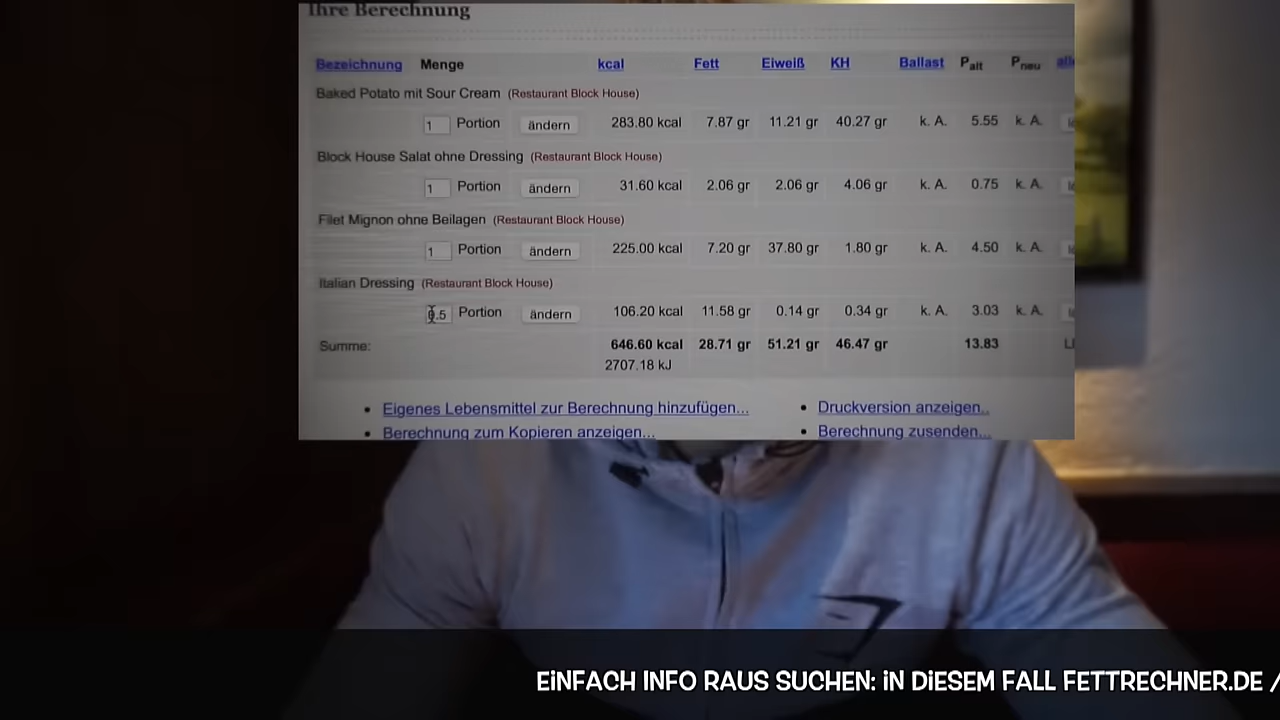 Ihre Berechnung
Bezeichnung Menge kcal Fett Eiweiß KH Ballast Palt Pneu
Baked Potato mit Sour Cream (Restaurant Block House)
1 Portion ändern 283.80 kcal 7.87 gr 11.21 gr 40.27 gr k. A. 5.55 k. A.
Block House Salat ohne Dressing (Restaurant Block House)
1 Portion ändern 31.60 kcal 2.06 gr 2.06 gr 4.06 gr k. A. 0.75 k. A.
Filet Mignon ohne Beilagen (Restaurant Block House)
1 Portion ändern 225.00 kcal 7.20 gr 37.80 gr 1.80 gr k. A. 4.50 k. A.
Italian Dressing (Restaurant Block House)
0.5 Portion ändern 106.20 kcal 11.58 gr 0.14 gr 0.34 gr k. A. 3.03 k. A.
Summe: 646.60 kcal 28.71 gr 51.21 gr 46.47 gr 13.83
2707.18 kJ
• Eigenes Lebensmittel zur Berechnung hinzufügen... • Druckversion anzeigen..
• Berechnung zum Kopieren anzeigen... • Berechnung zusenden...
EiNFACH INFO RAUS SUCHEN: iN DiESEM FALL FETTRECHNER.DE /